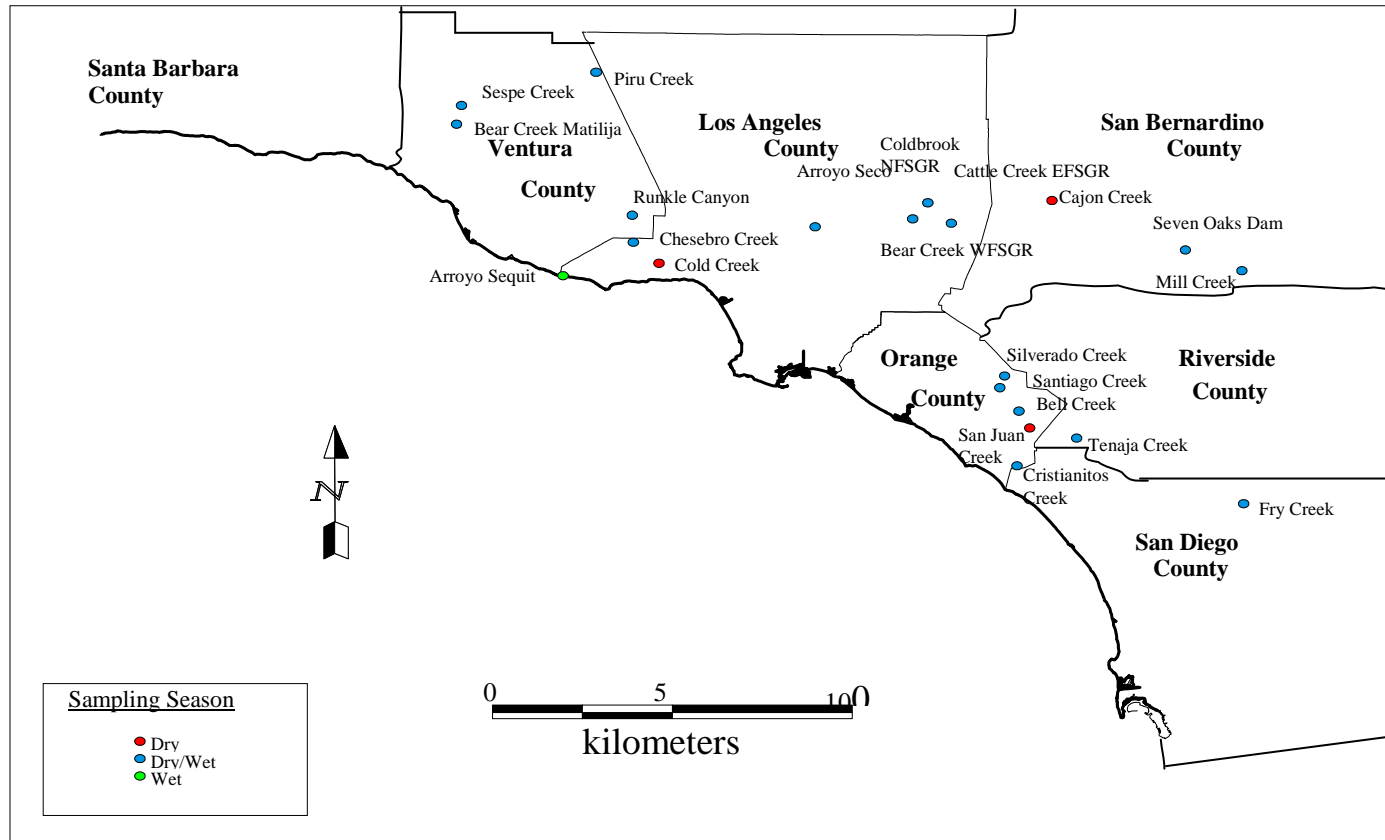 Santa Barbara
County
Piru Creek
Sespe Creek
Bear Creek Matilija
Ventura
County
Los Angeles
County
San Bernardino
County
Coldbrook
NFSGR
Arroyo Seco
Cattle Creek EFSGR
Cajon Creek
Runkle Canyon
Chesebro Creek
Cold Creek
Arroyo Sequit
Bear Creek WFSGR
Seven Oaks Dam
Mill Creek
Orange
County
Silverado Creek
Santiago Creek
Bell Creek
San Juan
Creek
Cristianitos
Creek
Riverside
County
Tenaja Creek
Fry Creek
San Diego
County
N
0 5 100
kilometers
Sampling Season
Dry
Dry/Wet
Wet